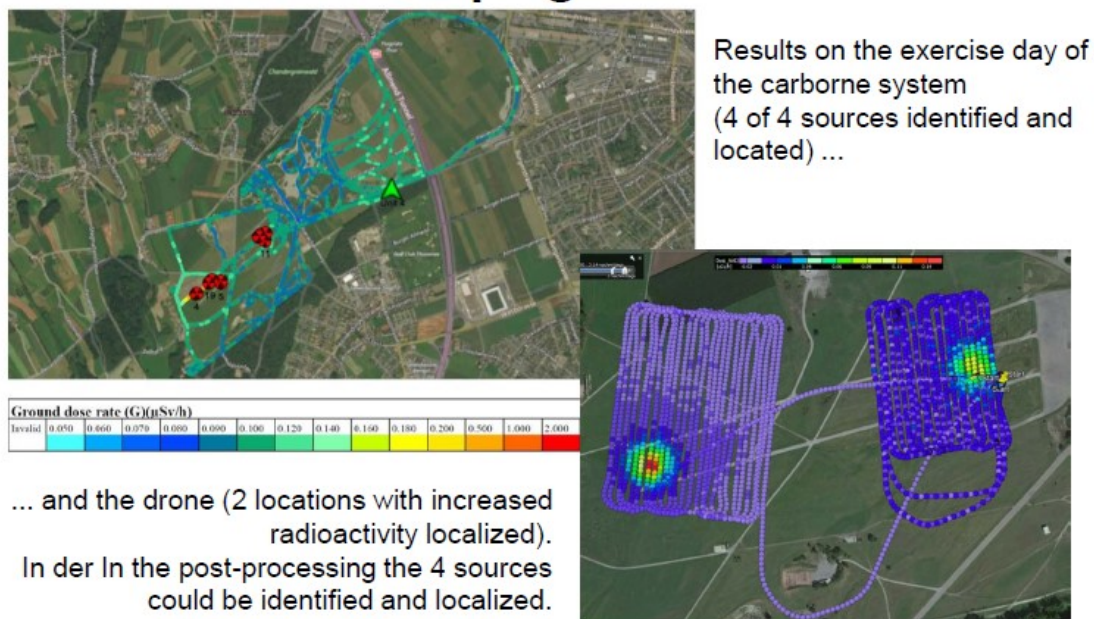 Results on the exercise day of
the carborne system
(4 of 4 sources identified and
located) ...
Ground dose rate (G)(µSv/h)
Invalid 0.050 0.060 0.070 0.080 0.090 0.100 0.120 0.140 0.160 0.180 0.200 0.500 1.000 2.000
... and the drone (2 locations with increased
radioactivity localized).
In der In the post-processing the 4 sources
could be identified and localized.